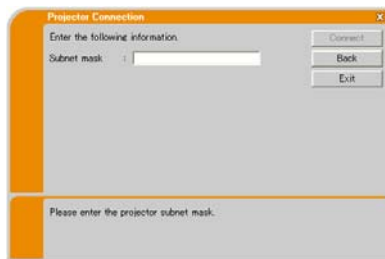 Projector Connection X
Enter the following information. Connect
Subnet mask : Back
Exit
Please enter the projector subnet mask.